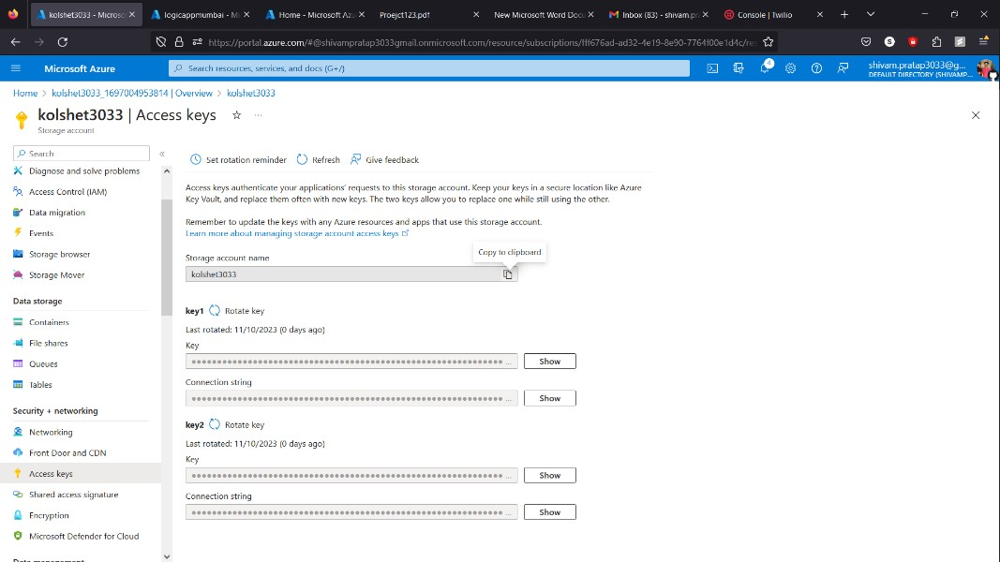 kolshet3033 - Microso
logicappmumbai - M
Home - Microsoft Az
Proejct123.pdf
New Microsoft Word Doc
Inbox (83) - shivam.pr
Console | Twilio
https://portal.azure.com/#@shivampratap3033gmail.onmicrosoft.com/resource/subscriptions/fff676ad-ad32-4e19-8e90-7764f00e1d4c/res
Microsoft Azure
Search resources, services, and docs (G+/)
4
shivam.pratap3033@g...
DEFAULT DIRECTORY (SHIVAMP...
Home > kolshet3033_1697004953814 | Overview > kolshet3033
kolshet3033 | Access keys
Storage account
Search
Diagnose and solve problems
Access Control (IAM)
Data migration
Events
Storage browser
Storage Mover
Data storage
Containers
File shares
Queues
Tables
Security + networking
Networking
Front Door and CDN
Access keys
Shared access signature
Encryption
Microsoft Defender for Cloud
Data management
Set rotation reminder
Refresh
Give feedback
Access keys authenticate your applications' requests to this storage account. Keep your keys in a secure location like Azure
Key Vault, and replace them often with new keys. The two keys allow you to replace one while still using the other.
Remember to update the keys with any Azure resources and apps that use this storage account.
Learn more about managing storage account access keys
Copy to clipboard
Storage account name
kolshet3033
key1
Rotate key
Last rotated: 11/10/2023 (0 days ago)
Key
Show
Connection string
Show
key2
Rotate key
Last rotated: 11/10/2023 (0 days ago)
Key
Show
Connection string
Show